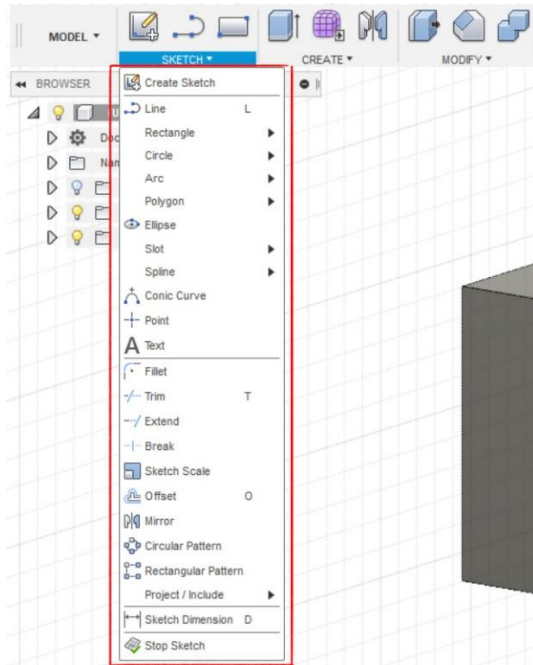 MODEL ▾
SKETCH ▾
CREATE ▾
MODIFY ▾
BROWSER
Create Sketch
Line L
Rectangle
Circle
Arc
Polygon
Ellipse
Slot
Spline
Conic Curve
Point
Text
Fillet
Trim T
Extend
Break
Sketch Scale
Offset O
Mirror
Circular Pattern
Rectangular Pattern
Project / Include
Sketch Dimension D
Stop Sketch